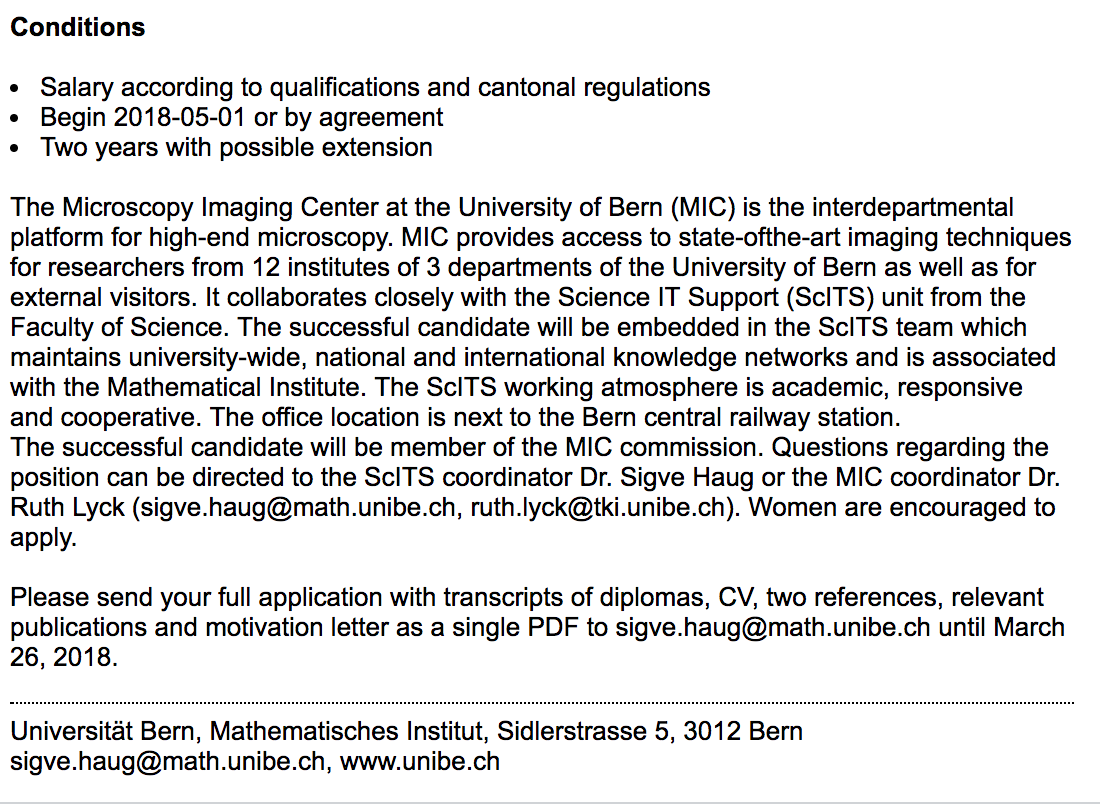 Conditions
• Salary according to qualifications and cantonal regulations
• Begin 2018-05-01 or by agreement
• Two years with possible extension
The Microscopy Imaging Center at the University of Bern (MIC) is the interdepartmental
platform for high-end microscopy. MIC provides access to state-ofthe-art imaging techniques
for researchers from 12 institutes of 3 departments of the University of Bern as well as for
external visitors. It collaborates closely with the Science IT Support (ScITS) unit from the
Faculty of Science. The successful candidate will be embedded in the ScITS team which
maintains university-wide, national and international knowledge networks and is associated
with the Mathematical Institute. The ScITS working atmosphere is academic, responsive
and cooperative. The office location is next to the Bern central railway station.
The successful candidate will be member of the MIC commission. Questions regarding the
position can be directed to the ScITS coordinator Dr. Sigve Haug or the MIC coordinator Dr.
Ruth Lyck (sigve.haug@math.unibe.ch, ruth.lyck@tki.unibe.ch). Women are encouraged to
apply.
Please send your full application with transcripts of diplomas, CV, two references, relevant
publications and motivation letter as a single PDF to sigve.haug@math.unibe.ch until March
26, 2018.
Universität Bern, Mathematisches Institut, Sidlerstrasse 5, 3012 Bern
sigve.haug@math.unibe.ch, www.unibe.ch